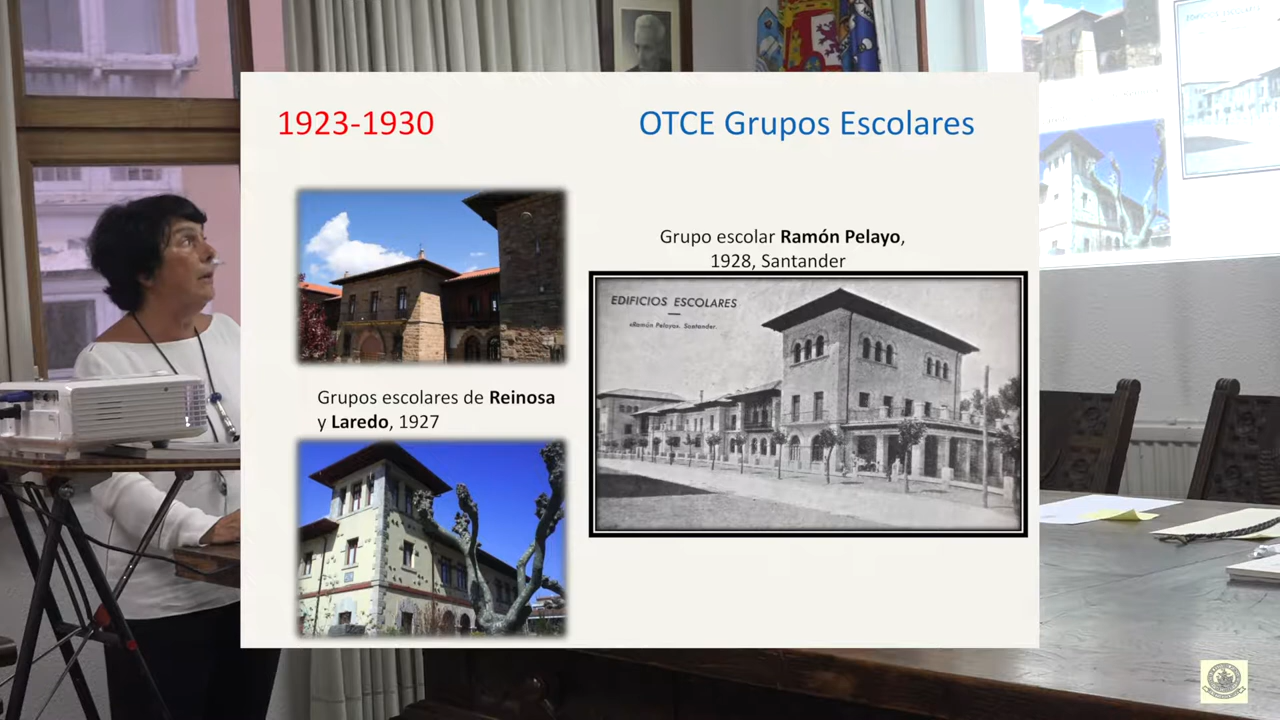 1923-1930
OTCE Grupos Escolares
Grupo escolar Ramón Pelayo,
1928, Santander
EDIFICIOS ESCOLARES
«Ramón Pelayo». Santander.
Grupos escolares de Reinosa
y Laredo, 1927